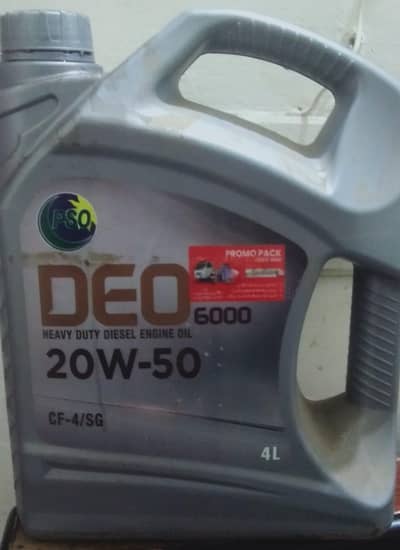 PSO
PROMO PACK
DEO 6000
HEAVY DUTY DIESEL ENGINE OIL
20W-50
CF-4/SG
4L